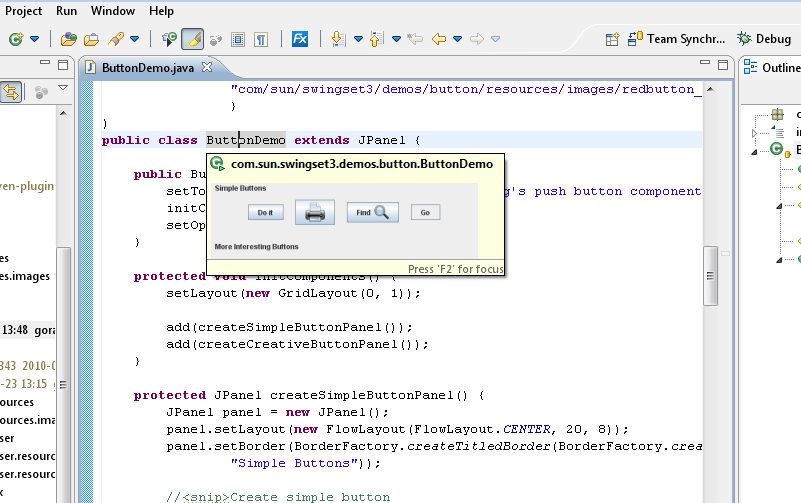 Project Run Window Help
Fx
Team Synchr... Debug
ButtonDemo.java
Outline
"com/sun/swingset3/demos/button/resources/images/redbutton_
}
)
public class ButtonDemo extends JPanel {
com.sun.swingset3.demos.button.ButtonDemo
Simple Buttons
Do it
Find
Go
More Interesting Buttons
Press 'F2' for focus
public Bu
setTo
g's push button component
initC
setOp
}
protected void initComponents() {
setLayout(new GridLayout(0, 1));
add(createSimpleButtonPanel());
add(createCreativeButtonPanel());
}
protected JPanel createSimpleButtonPanel() {
JPanel panel = new JPanel();
panel.setLayout(new FlowLayout(FlowLayout.CENTER, 20, 8));
panel.setBorder(BorderFactory.createTitledBorder(BorderFactory.crea
"Simple Buttons"));
//<snip>Create simple button
ven-plugin
es
es.images
13:48 gora
343 2010-0
-23 13:15 g
ources
ources.ima
ser
ser.resourc
ser.resourc
x
com.
im
B